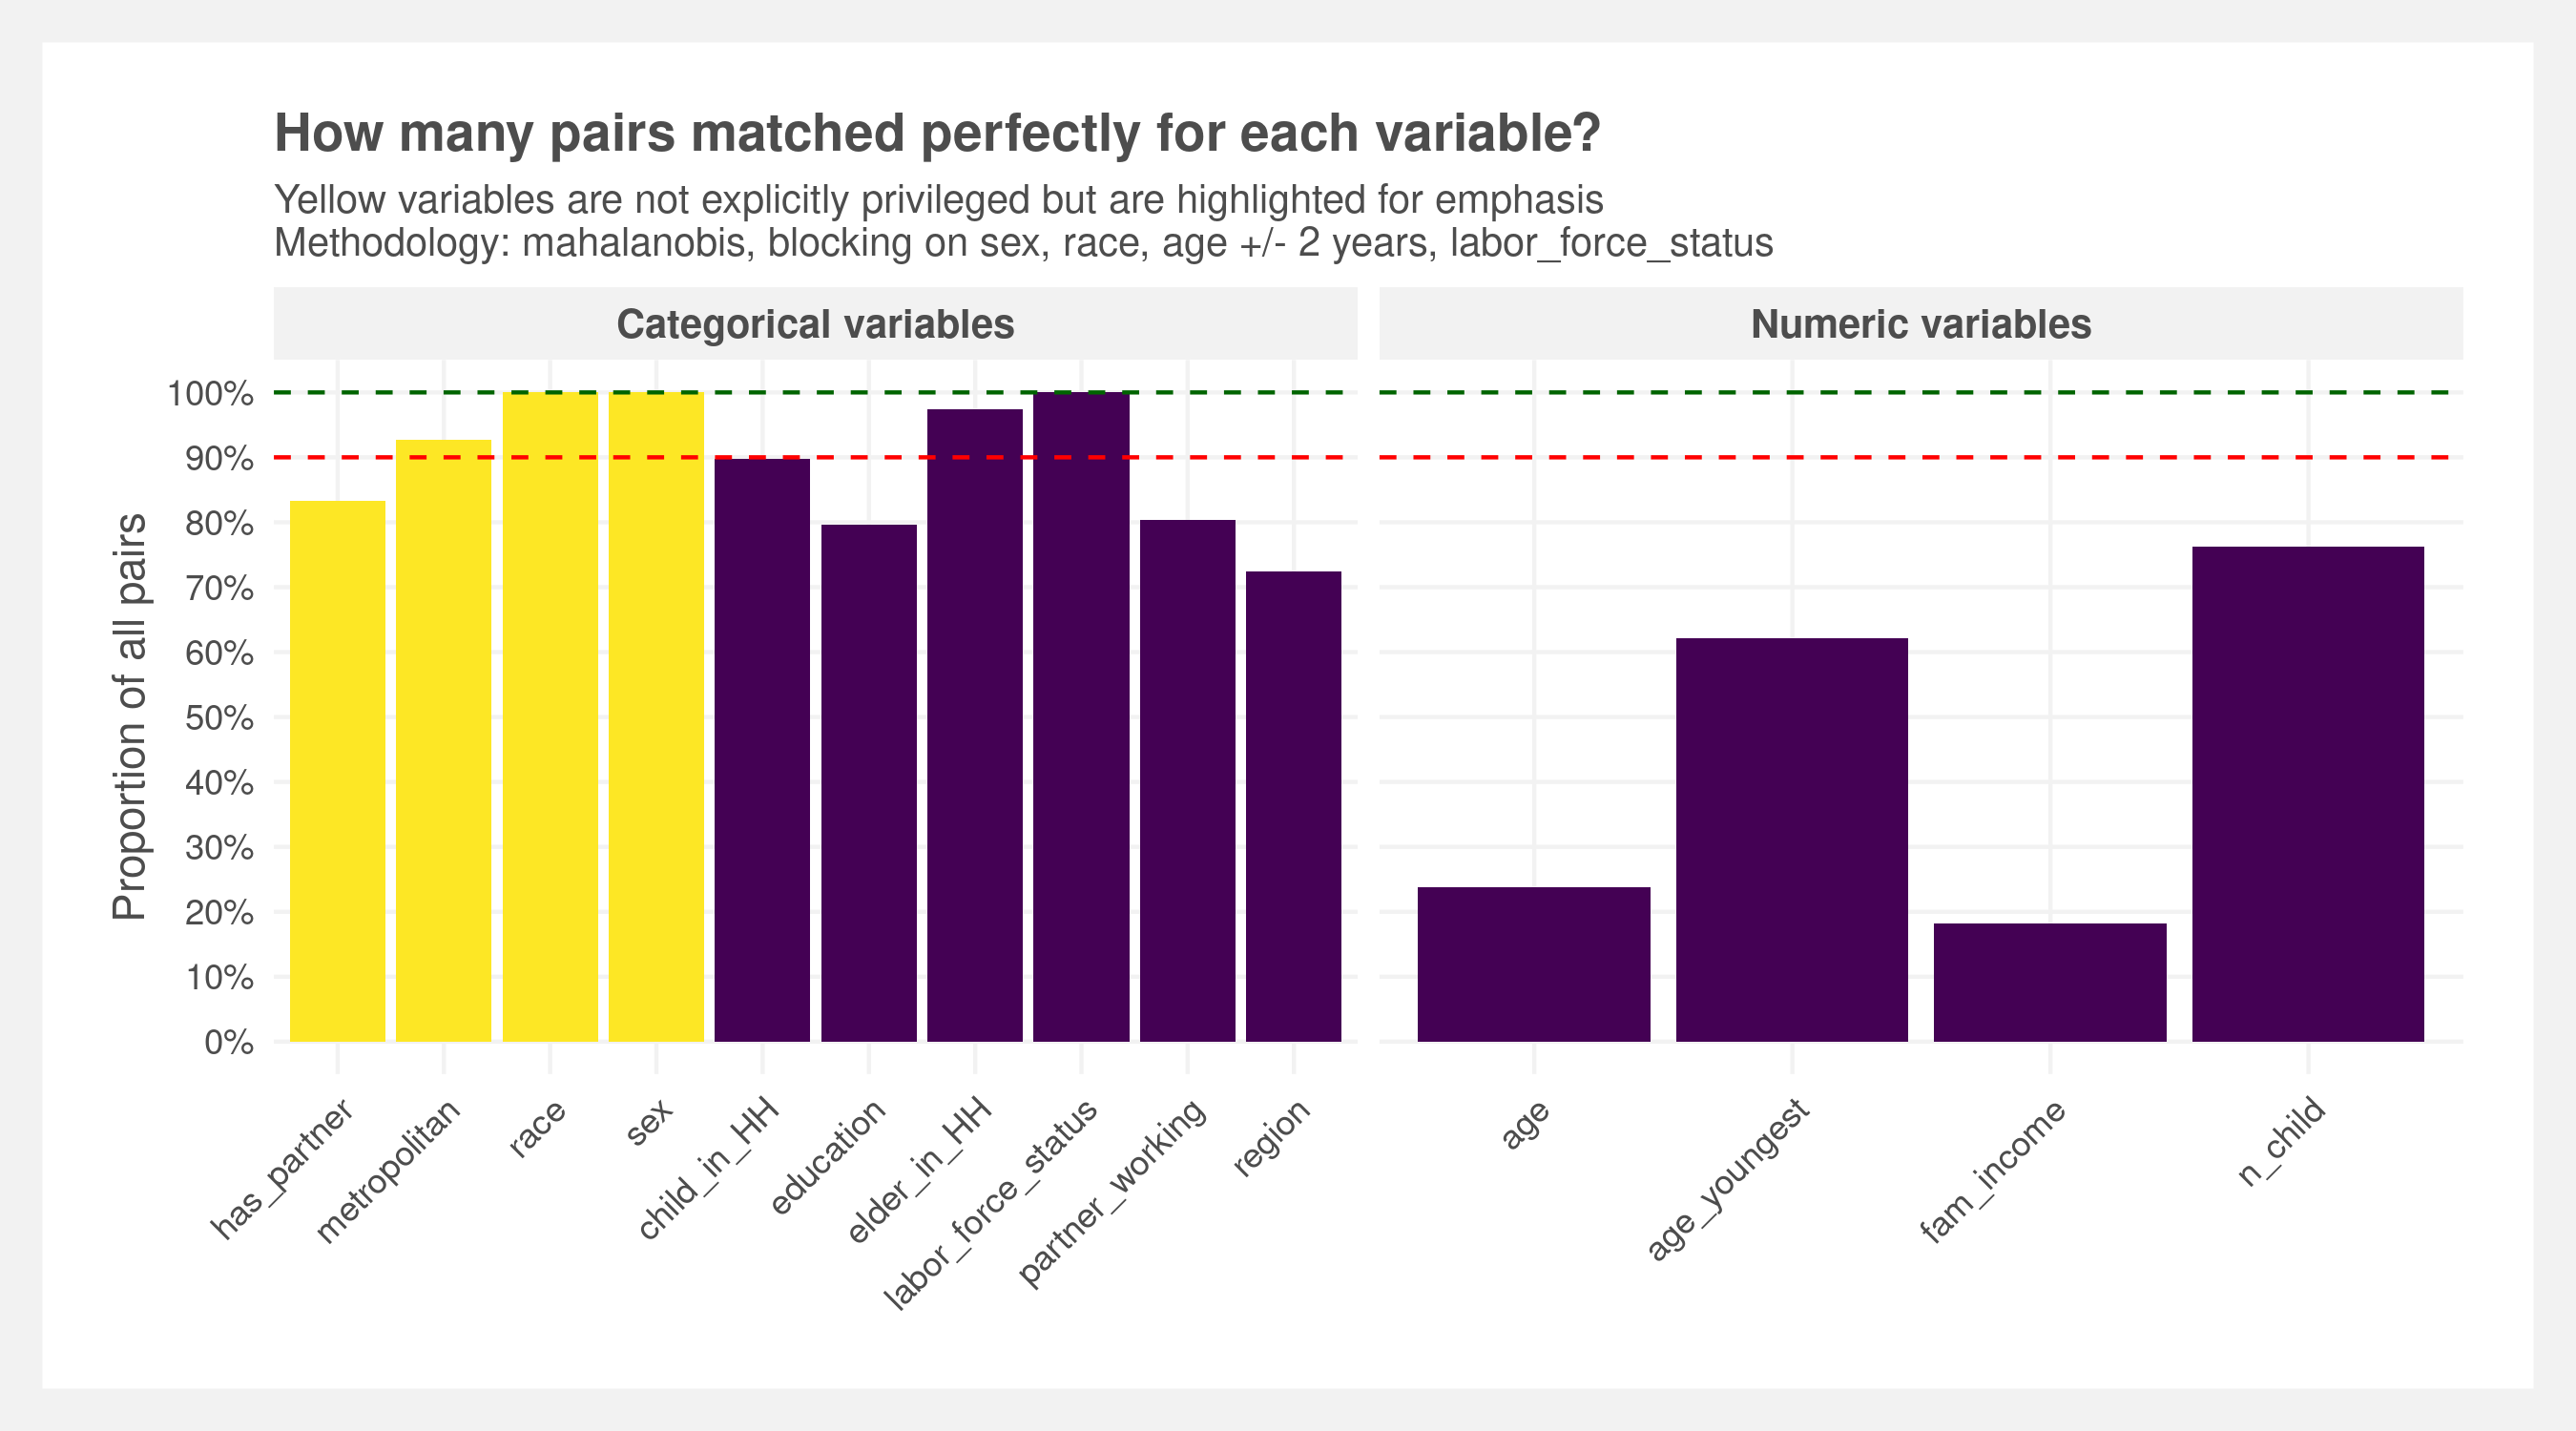 How many pairs matched perfectly for each variable?
Yellow variables are not explicitly privileged but are highlighted for emphasis
Methodology: mahalanobis, blocking on sex, race, age +/- 2 years, labor_force_status
Categorical variables
Numeric variables
Proportion of all pairs
100%
90%
80%
70%
60%
50%
40%
30%
20%
10%
0%
has_partner
metropolitan
race
sex
child_in_HH
education
elder_in_HH
labor_force_status
partner_working
region
age
age_youngest
fam_income
n_child